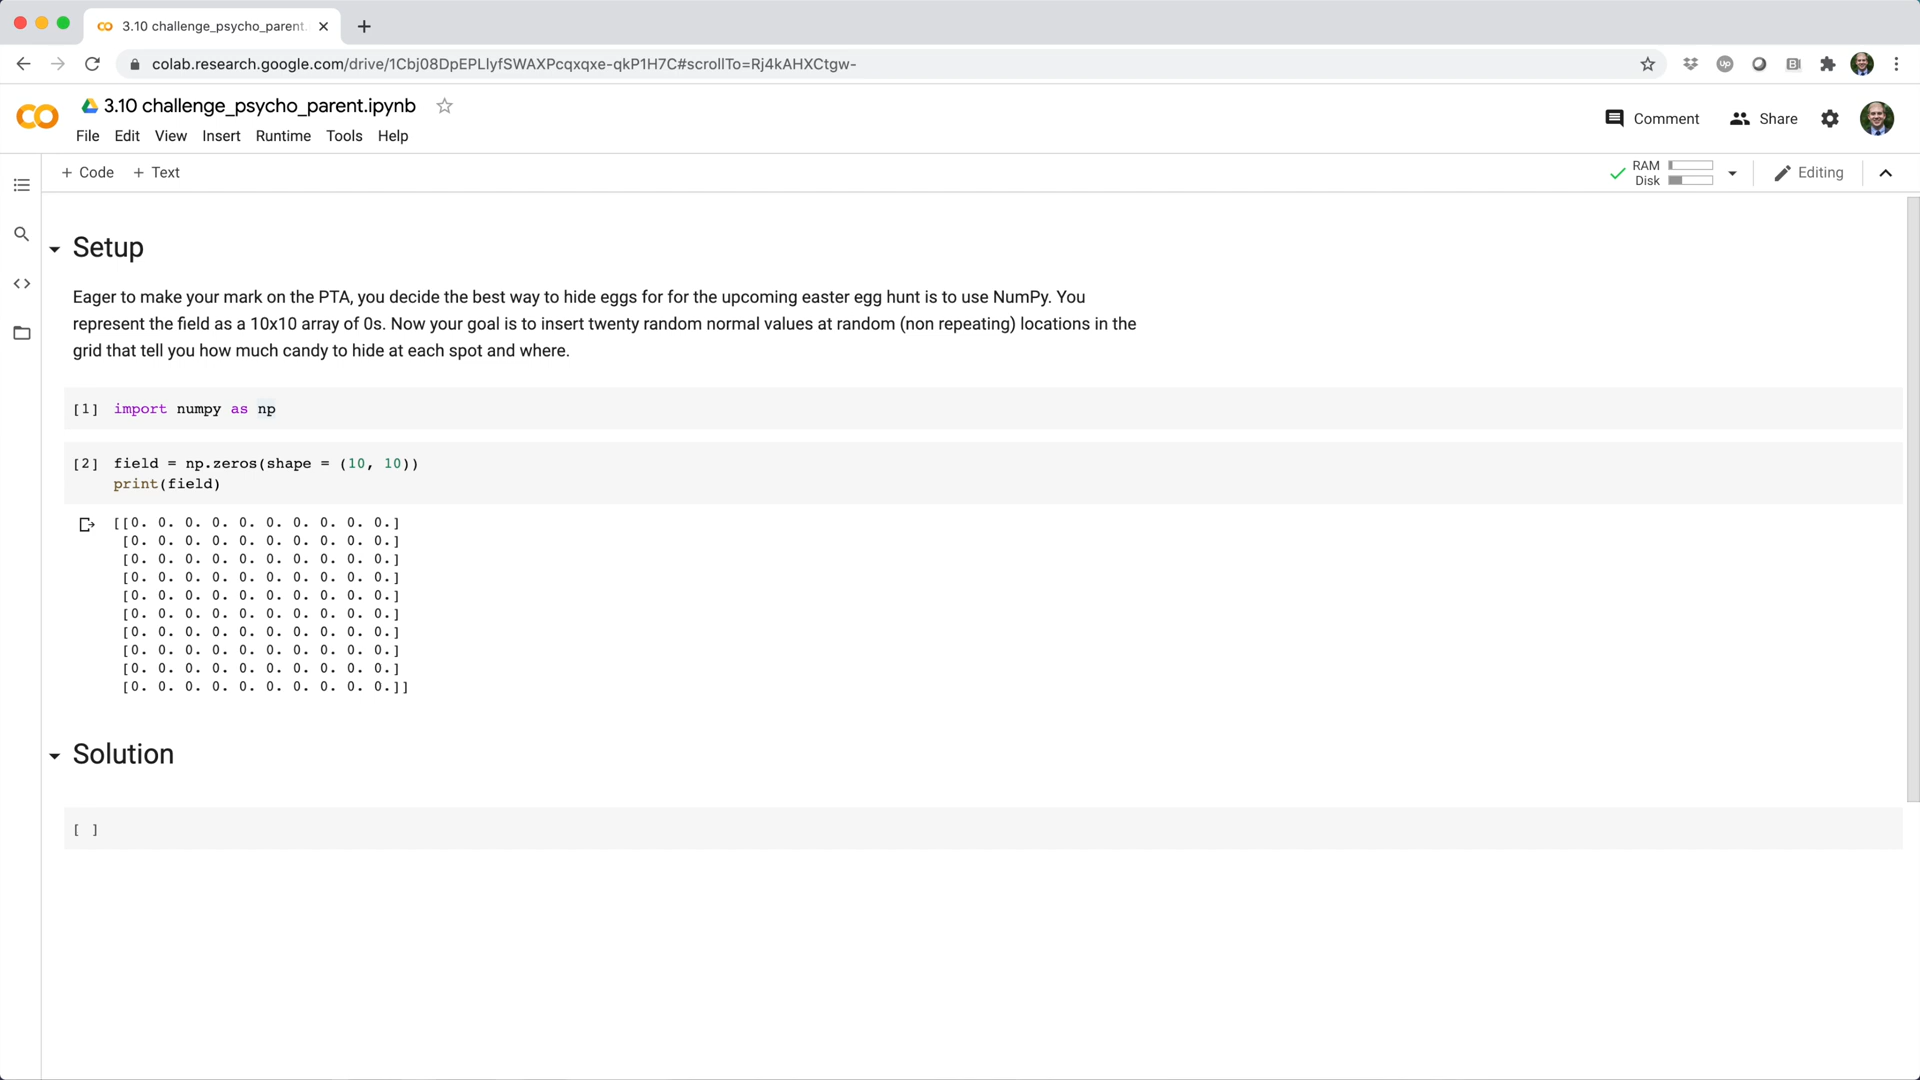 3.10 challenge_psycho_parent.
colab.research.google.com/drive/1Cbj08DpEPLlyfSWAXPcqxqxe-qkP1H7C#scrollTo=Rj4kAHXCtgw-
3.10 challenge_psycho_parent.ipynb
Comment
Share
File Edit View Insert Runtime Tools Help
+ Code + Text
RAM
Disk
Editing
Setup
Eager to make your mark on the PTA, you decide the best way to hide eggs for for the upcoming easter egg hunt is to use NumPy. You
represent the field as a 10x10 array of 0s. Now your goal is to insert twenty random normal values at random (non repeating) locations in the
grid that tell you how much candy to hide at each spot and where.
[1] import numpy as np
[2] field = np.zeros(shape = (10, 10))
print(field)
[[0. 0. 0. 0. 0. 0. 0. 0. 0. 0.]
[0. 0. 0. 0. 0. 0. 0. 0. 0. 0.]
[0. 0. 0. 0. 0. 0. 0. 0. 0. 0.]
[0. 0. 0. 0. 0. 0. 0. 0. 0. 0.]
[0. 0. 0. 0. 0. 0. 0. 0. 0. 0.]
[0. 0. 0. 0. 0. 0. 0. 0. 0. 0.]
[0. 0. 0. 0. 0. 0. 0. 0. 0. 0.]
[0. 0. 0. 0. 0. 0. 0. 0. 0. 0.]
[0. 0. 0. 0. 0. 0. 0. 0. 0. 0.]
[0. 0. 0. 0. 0. 0. 0. 0. 0. 0.]]
Solution
[ ]